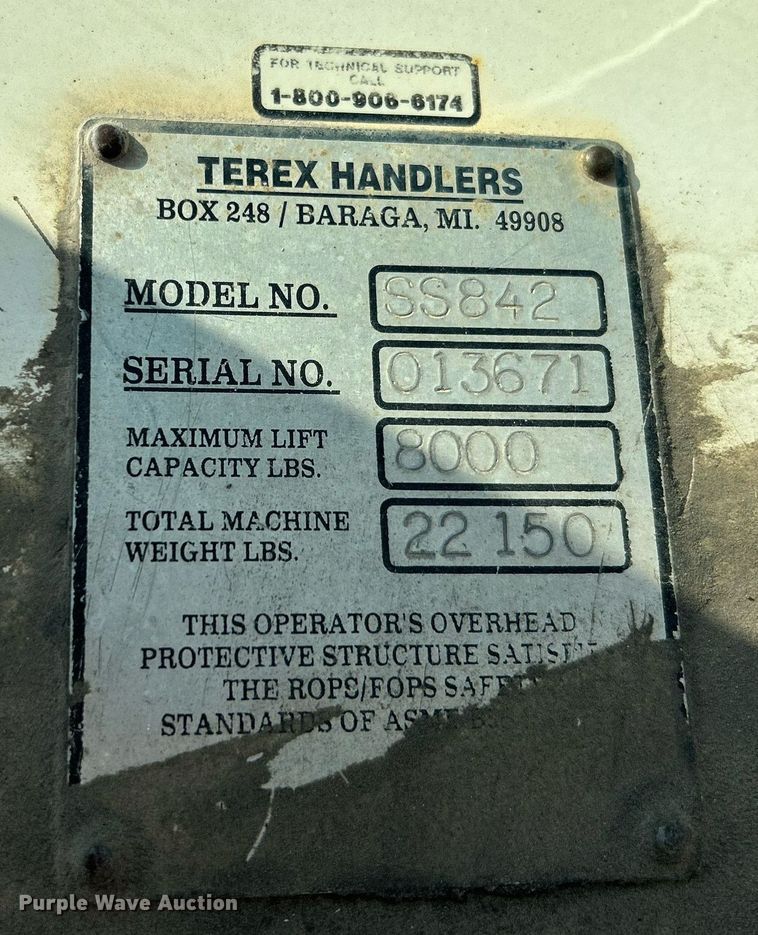 FOR TECHNICAL SUPPORT
CALL
1-800-906-6174
TEREX HANDLERS
BOX 248 / BARAGA, MI. 49908
MODEL NO. SS842
SERIAL NO. 013671
MAXIMUM LIFT
CAPACITY LBS. 8000
TOTAL MACHINE
WEIGHT LBS. 22 150
THIS OPERATOR'S OVERHEAD
PROTECTIVE STRUCTURE
THE ROPS/FOPS
STANDARDS OF
Purple Wave Auction